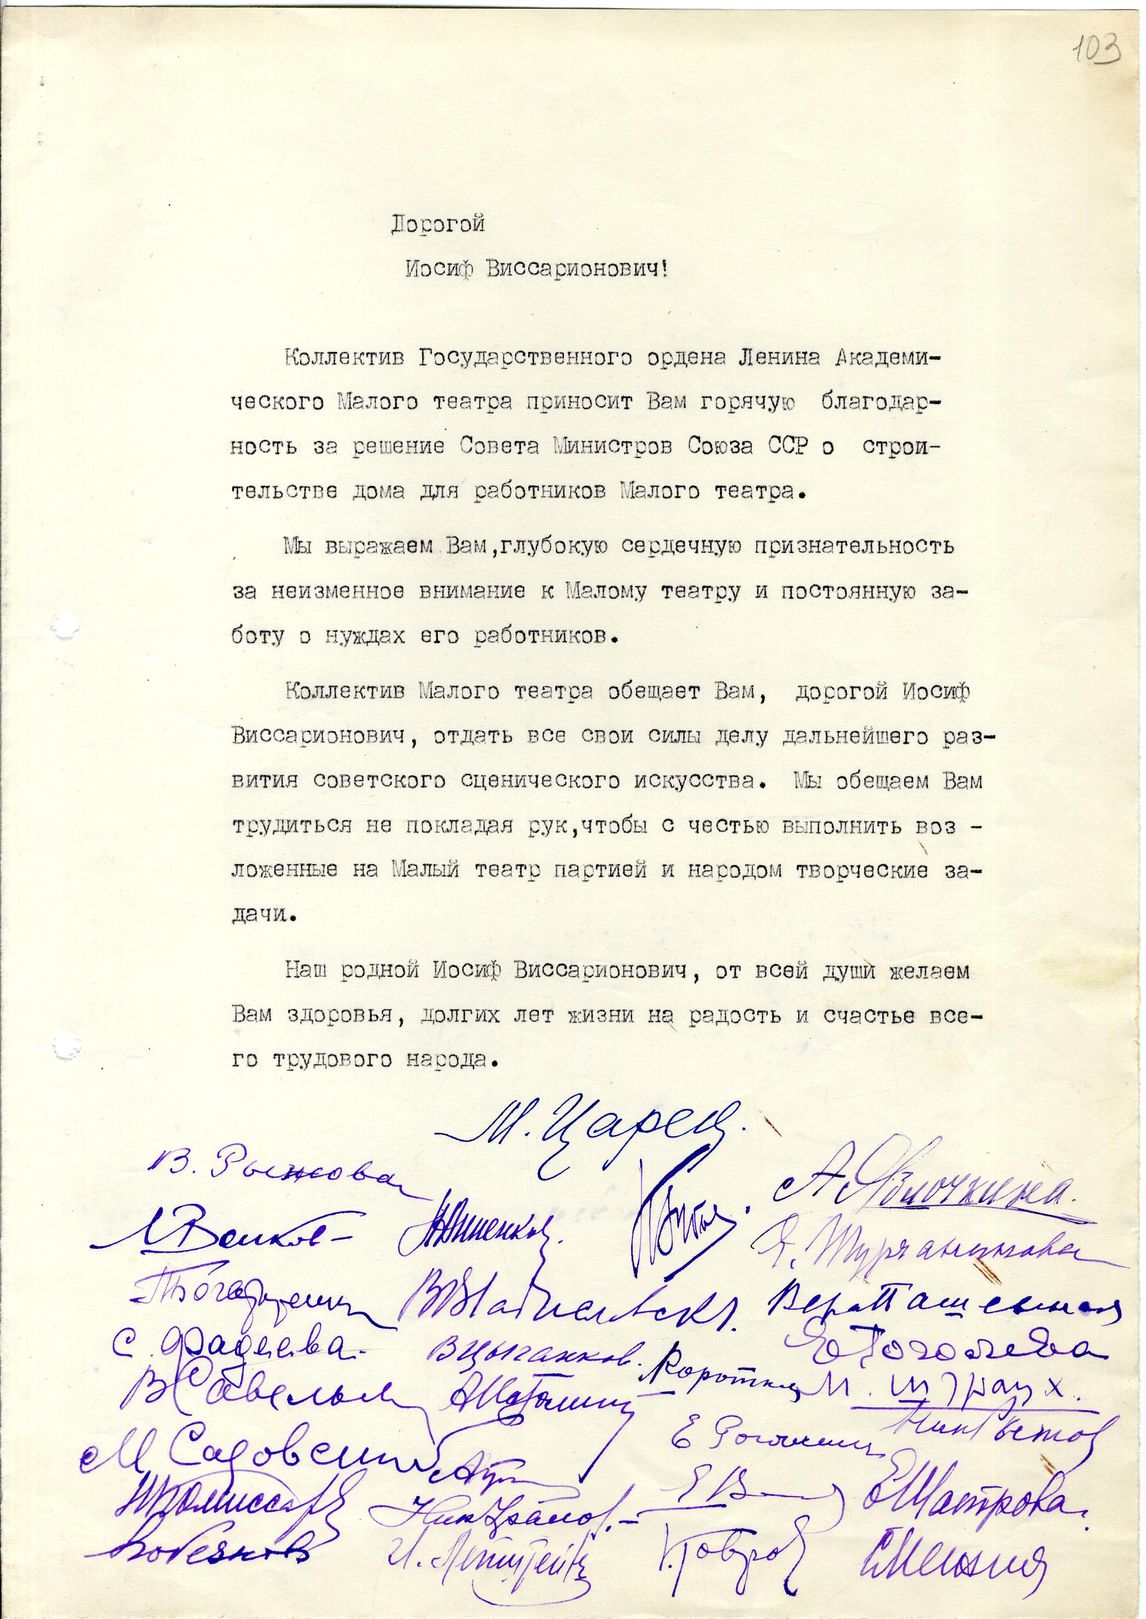 103
Дорогой
Иосиф Виссарионович!
Коллектив Государственного ордена Ленина Академи-
ческого Малого театра приносит Вам горячую благодар-
ность за решение Совета Министров Союза ССР о строи-
тельстве дома для работников Малого театра.
Мы выражаем Вам,глубокую сердечную признательность
за неизменное внимание к Малому театру и постоянную за-
боту о нуждах его работников.
Коллектив Малого театра обещает Вам, дорогой Иосиф
Виссарионович, отдать все свои силы делу дальнейшего раз-
вития советского сценического искусства. Мы обещаем Вам
трудиться не покладая рук,чтобы с честью выполнить воз -
ложенные на Малый театр партией и народом творческие за-
дачи.
Наш родной Иосиф Виссарионович, от всей души желаем
Вам здоровья, долгих лет жизни на радость и счастье все-
го трудового народа.
М. Царев.
В. Рыжова
А Яблочкина.
Волков
Е. Турчанинова
Вера Пашенная
С. Фадеева.
В Цыганков.
Е Гоголева
Коротков
М. Штраух.
М Садовский
Е Шатрова.